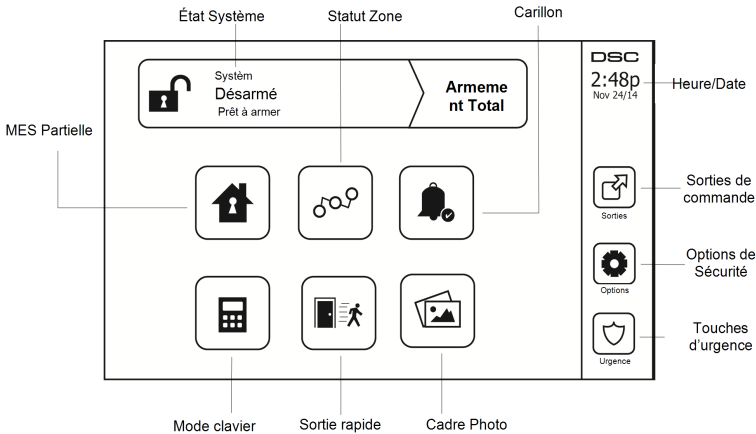 État Système
Statut Zone
Carillon
DSC
Systèm
Désarmé
Prêt à armer
Armeme
nt Total
2:48p
Nov 24/14
Heure/Date
MES Partielle
Sorties
Sorties de
commande
Options
Options de
Sécurité
Urgence
Touches
d'urgence
Mode clavier
Sortie rapide
Cadre Photo